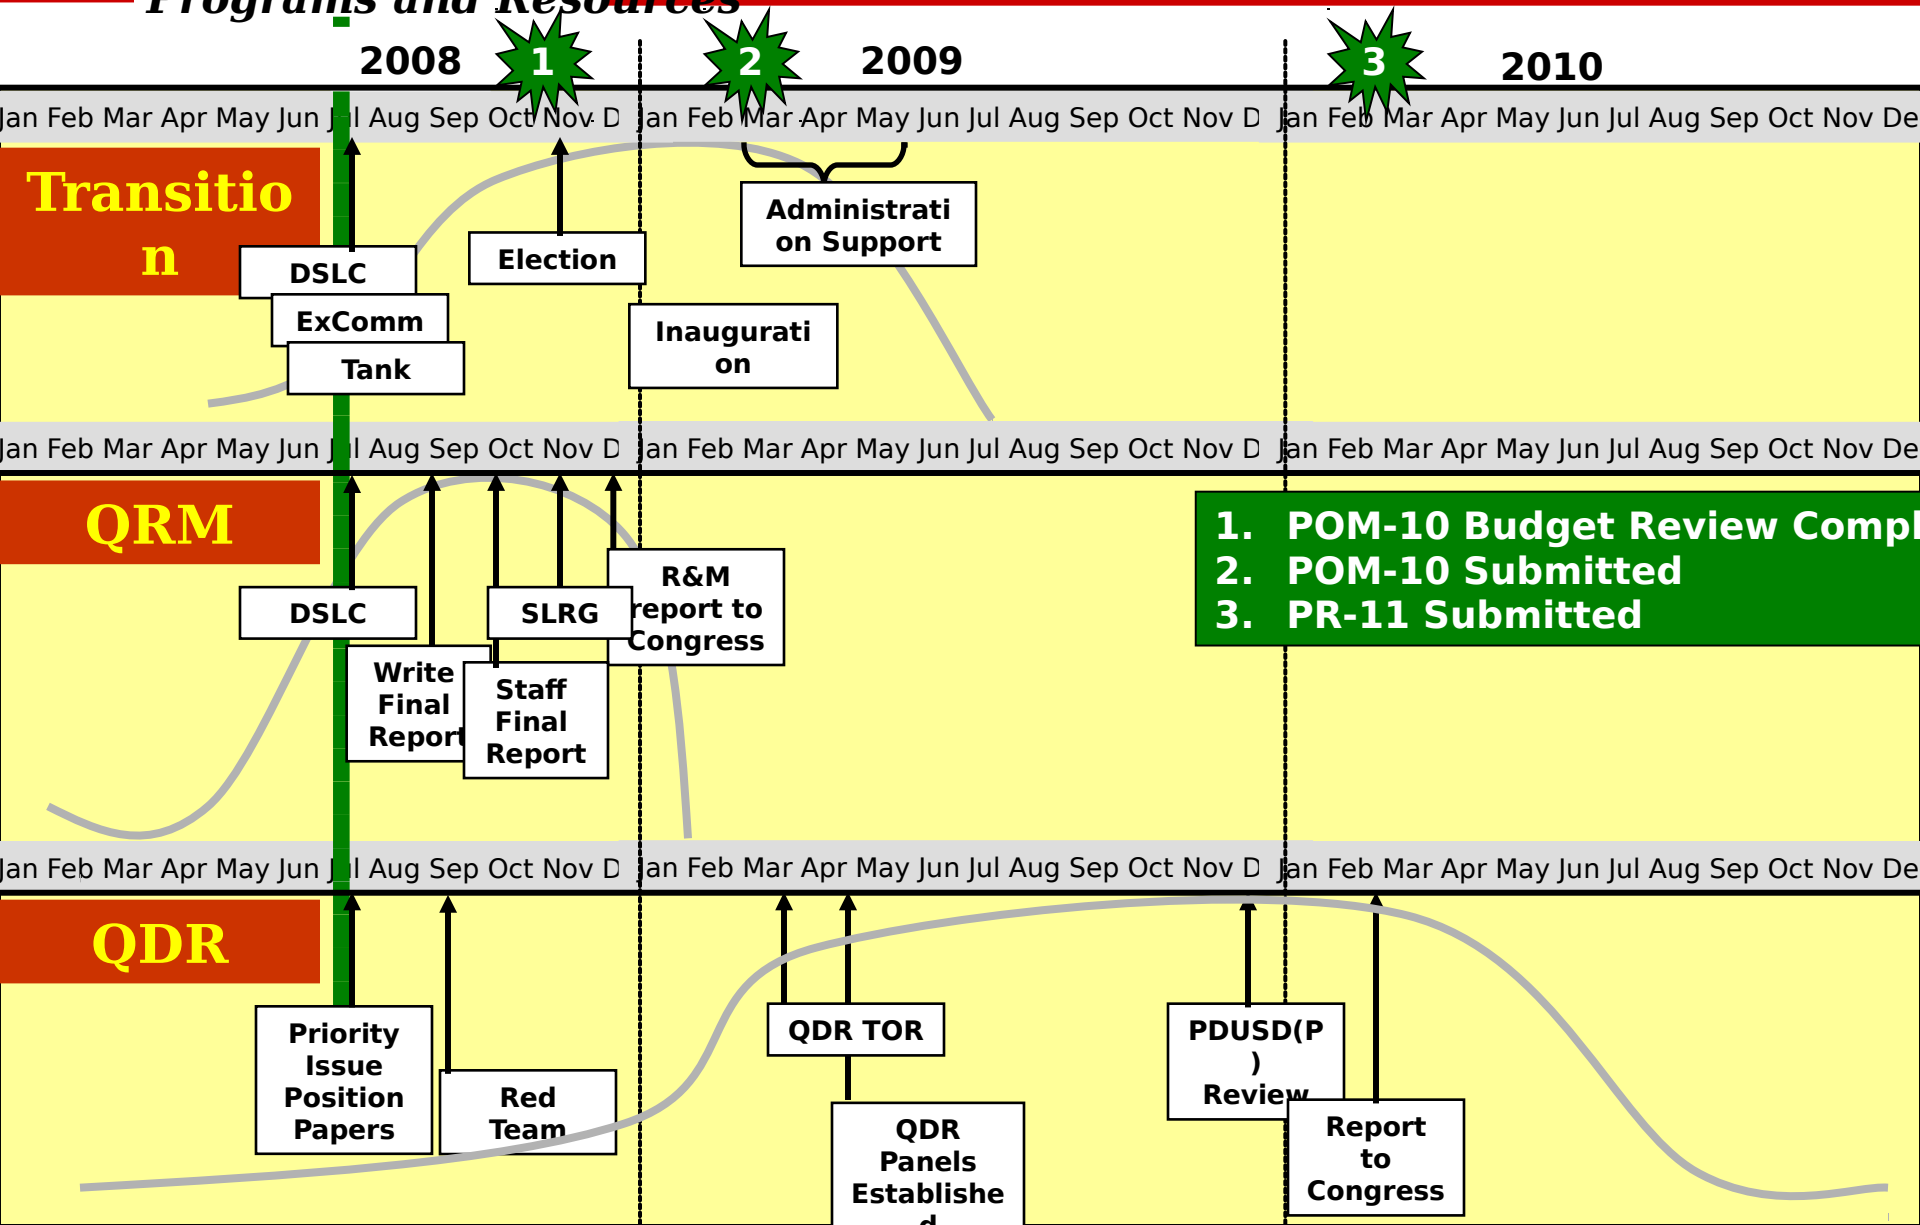 Programs and Resources
2008
1
2
2009
3
2010
Jan Feb Mar Apr May Jun Jul Aug Sep Oct Nov D
Jan Feb Mar Apr May Jun Jul Aug Sep Oct Nov D
Jan Feb Mar Apr May Jun Jul Aug Sep Oct Nov De
Transitio
n
DSLC
ExComm
Tank
Election
Administrati
on Support
Inaugurati
on
Jan Feb Mar Apr May Jun Jul Aug Sep Oct Nov D
Jan Feb Mar Apr May Jun Jul Aug Sep Oct Nov D
Jan Feb Mar Apr May Jun Jul Aug Sep Oct Nov De
QRM
DSLC
Write
Final
Report
Staff
Final
Report
SLRG
R&M
report to
Congress
1. POM-10 Budget Review Compl
2. POM-10 Submitted
3. PR-11 Submitted
Jan Feb Mar Apr May Jun Jul Aug Sep Oct Nov D
Jan Feb Mar Apr May Jun Jul Aug Sep Oct Nov D
Jan Feb Mar Apr May Jun Jul Aug Sep Oct Nov De
QDR
Priority
Issue
Position
Papers
Red
Team
QDR TOR
QDR
Panels
Establishe
d
PDUSD(P
)
Review
Report
to
Congress